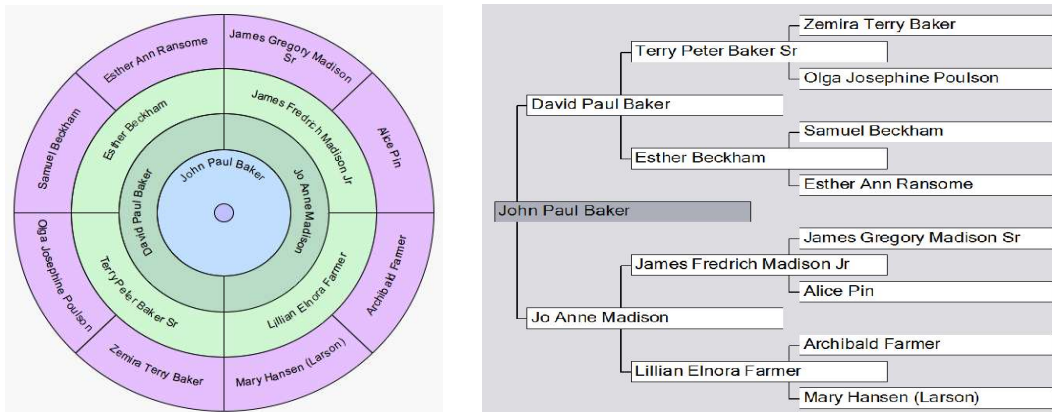 Esther Ann Ransome
James Gregory Madison
Sr
Samuel Beckham
Esther Beckham
James Fredrich Madison Jr
Alice Pin
David Paul Baker
John Paul Baker
Jo Anne Madison
Olga Josephine Poulson
Terry Peter Baker Sr
Lillian Elnora Farmer
Archibald Farmer
Zemira Terry Baker
Mary Hansen (Larson)
Zemira Terry Baker
Terry Peter Baker Sr
Olga Josephine Poulson
David Paul Baker
Samuel Beckham
Esther Beckham
Esther Ann Ransome
John Paul Baker
James Gregory Madison Sr
James Fredrich Madison Jr
Alice Pin
Jo Anne Madison
Archibald Farmer
Lillian Elnora Farmer
Mary Hansen (Larson)